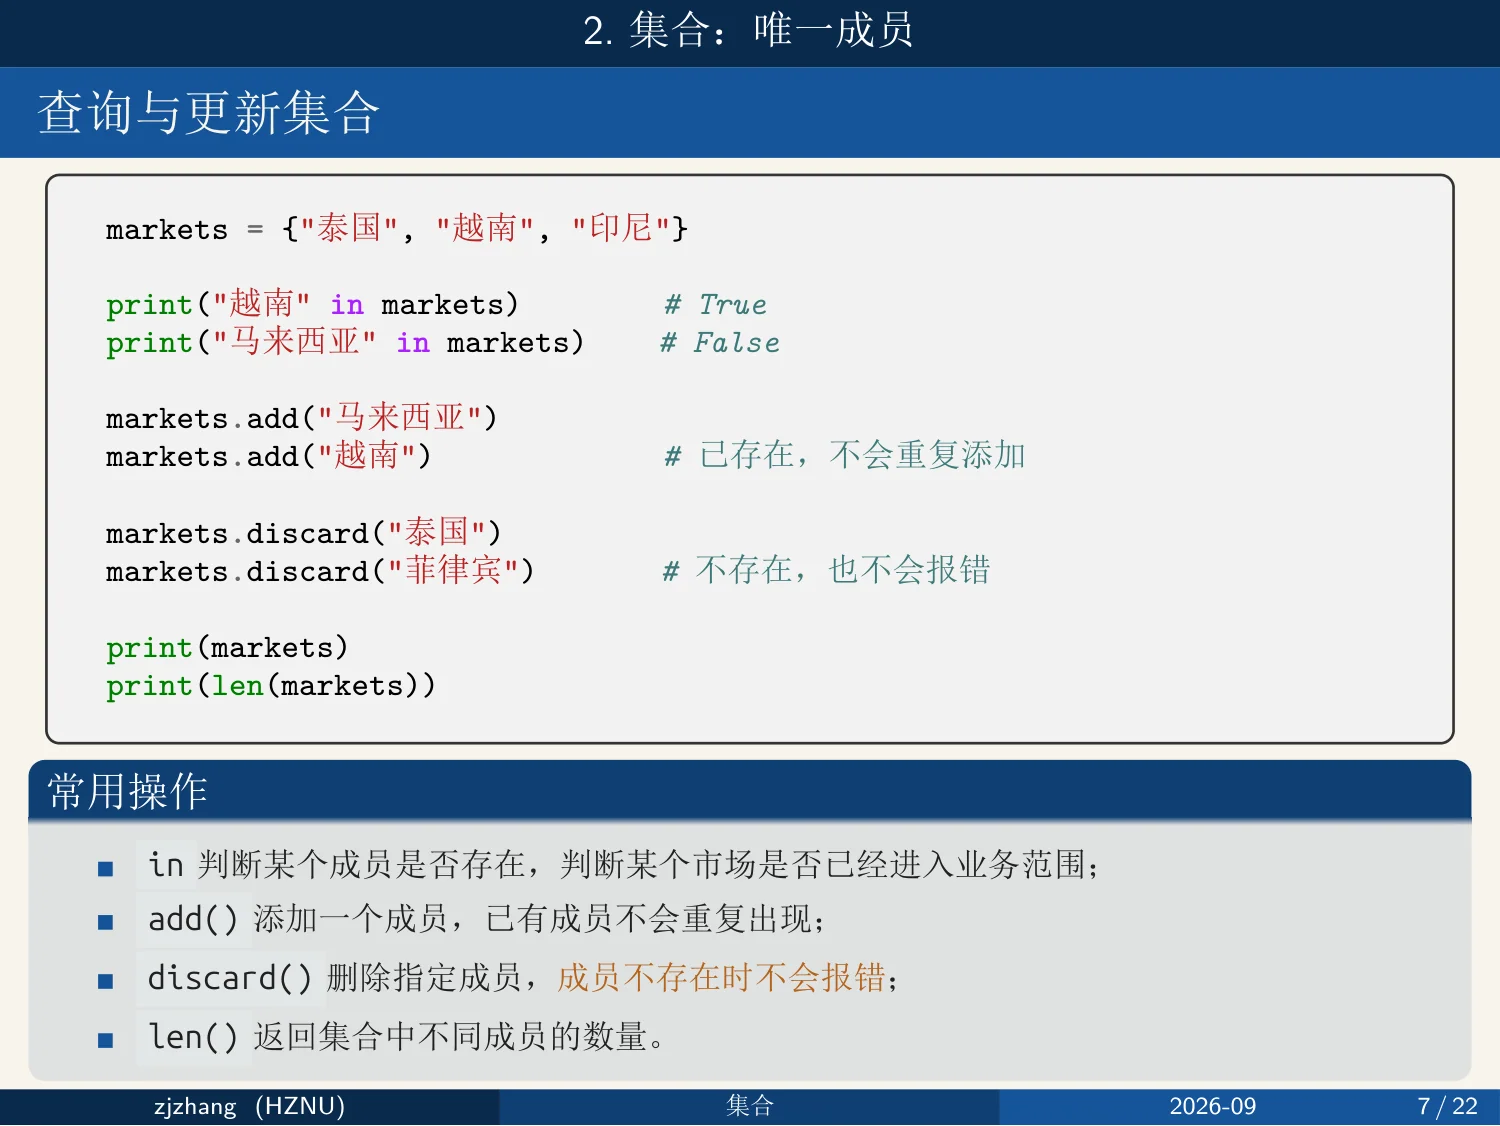 2. 集合：唯一成员
查询与更新集合
markets = {"泰国", "越南", "印尼"}
print("越南" in markets) # True
print("马来西亚" in markets) # False
markets.add("马来西亚")
markets.add("越南") # 已存在，不会重复添加
markets.discard("泰国")
markets.discard("菲律宾") # 不存在，也不会报错
print(markets)
print(len(markets))
常用操作
in 判断某个成员是否存在，判断某个市场是否已经进入业务范围；
add() 添加一个成员，已有成员不会重复出现；
discard() 删除指定成员，成员不存在时不会报错；
len() 返回集合中不同成员的数量。
zjzhang (HZNU) 集合 2026-09 7 / 22